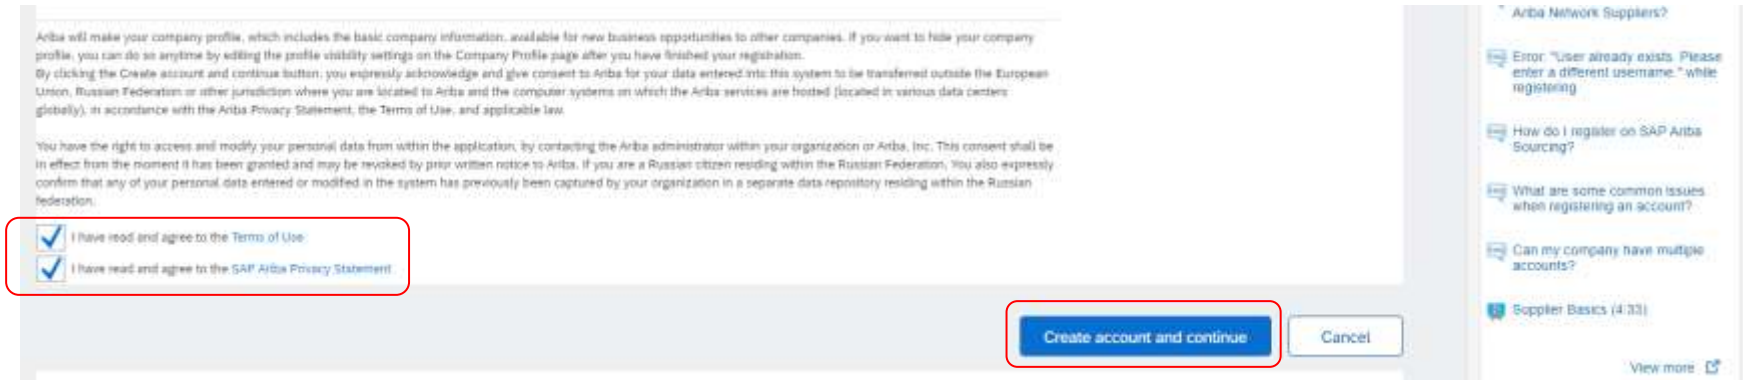 Ariba will make your company profile, which includes the basic company information, available for new business opportunities to other companies. If you want to hide your company
profile, you can do so anytime by editing the profile visibility settings on the Company Profile page after you have finished your registration.
By clicking the Create account and continue button, you expressly acknowledge and give consent to Ariba for your data entered into this system to be transferred outside the European
Union, Russian Federation or other jurisdiction where you are located to Ariba and the computer systems on which the Ariba services are hosted (located in various data centers
globally), in accordance with the Ariba Privacy Statement, the Terms of Use, and applicable law.
You have the right to access and modify your personal data from within the application, by contacting the Ariba administrator within your organization or Ariba, Inc. This consent shall be
in effect from the moment it has been granted and may be revoked by prior written notice to Ariba. If you are a Russian citizen residing within the Russian Federation, You also expressly
confirm that any of your personal data entered or modified in the system has previously been captured by your organization in a separate data repository residing within the Russian
federation.
I have read and agree to the Terms of Use
I have read and agree to the SAP Ariba Privacy Statement
Create account and continue
Cancel
Ariba Network Suppliers?
Error: "User already exists. Please
enter a different username." while
registering
How do I register on SAP Ariba
Sourcing?
What are some common issues
when registering an account?
Can my company have multiple
accounts?
Supplier Basics (4:33)
View more